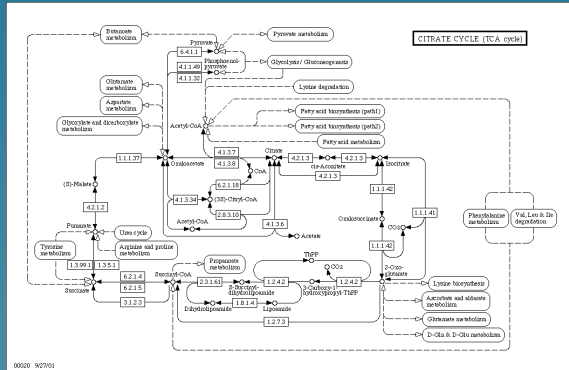 CITRATE CYCLE (TCA cycle)
Butanoate
metabolism
Pyruvate
Pyruvate metabolism
6.4.1.1
4.1.1.49
4.1.1.32
Phosphoenol-
pyruvate
Glycolysis / Gluconeogenesis
Lysine degradation
Glutamate
metabolism
Aspartate
metabolism
Glyoxylate and dicarboxylate
metabolism
Acetyl-CoA
Fatty acid biosynthesis (path1)
Fatty acid biosynthesis (path2)
Fatty acid metabolism
1.1.1.37
Oxaloacetate
4.1.3.7
4.1.3.8
Citrate
4.2.1.3
cis-Aconitate
4.2.1.3
4.2.1.3
Isocitrate
CoA
6.2.1.18
(S)-Malate
4.1.3.34
(3S)-Citryl-CoA
2.8.3.10
Acetyl-CoA
4.1.3.6
Acetate
1.1.1.42
1.1.1.41
Oxalosuccinate
CO2
1.1.1.42
4.2.1.2
Fumarate
Urea cycle
Arginine and proline
metabolism
Tyrosine
metabolism
1.3.99.1
1.3.5.1
Phenylalanine
metabolism
Val, Leu & Ile
degradation
Succinate
6.2.1.4
6.2.1.5
3.1.2.3
Succinyl-CoA
Propanoate
metabolism
2.3.1.61
S-Succinyl-
dihydrolipoamide
1.2.4.2
ThPP
CO2
3-Carboxy-1-
hydroxypropyl-ThPP
1.2.4.2
2-Oxo-
glutarate
Dihydrolipoamide
1.8.1.4
Lipoamide
1.2.7.3
Lysine biosynthesis
Ascorbate and aldarate
metabolism
Glutamate metabolism
D-Gln & D-Glu metabolism
00020 9/27/01